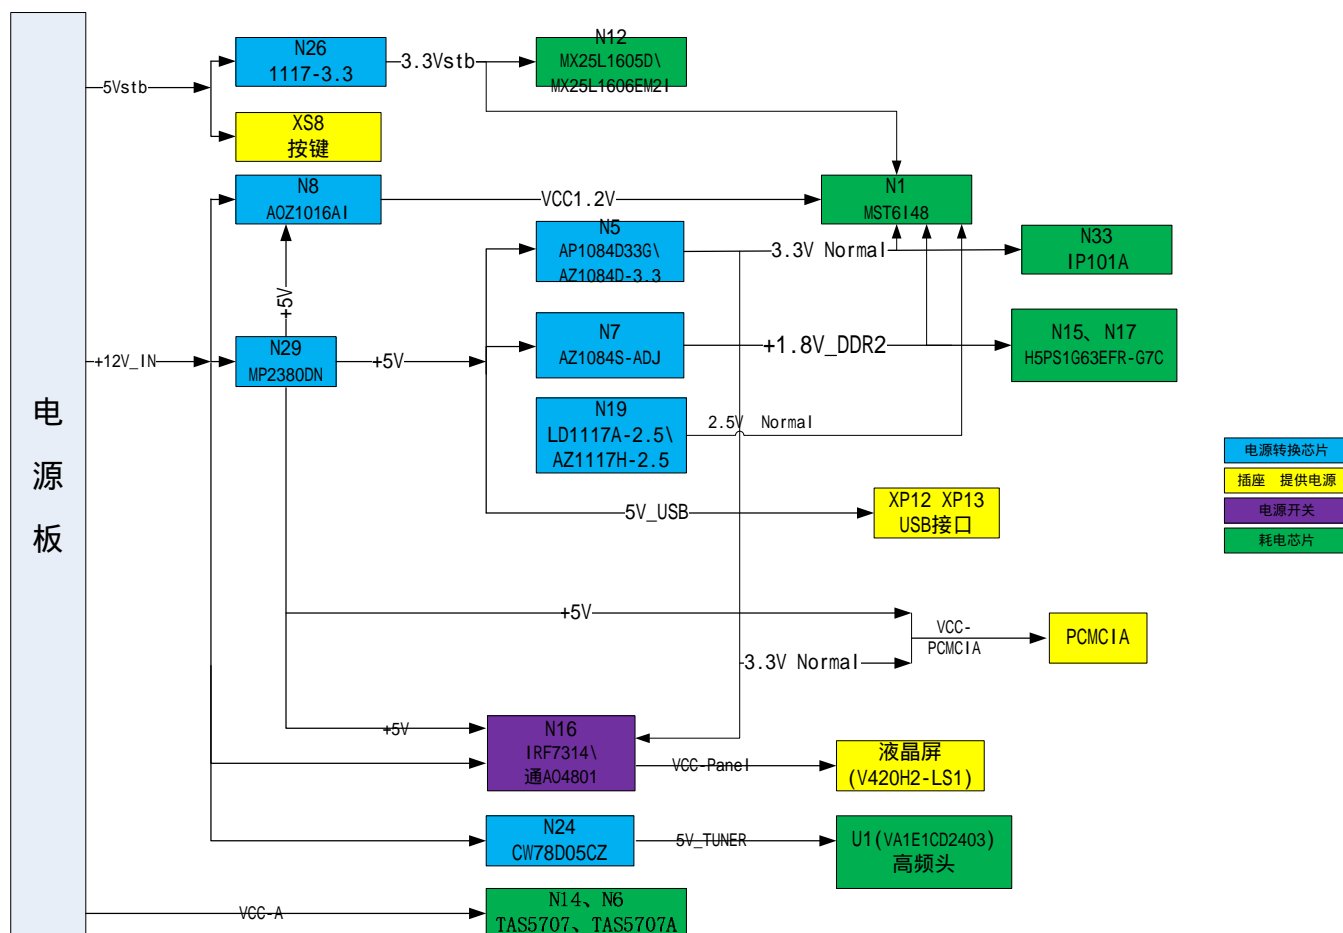 电
源
板
5Vstb
N26
1117-3.3
3.3Vstb
N12
MX25L1605D\
MX25L1606EM2I
XS8
按键
N8
AOZ1016AI
VCC1.2V
N1
MST6I48
+5V
N5
AP1084D33G\
AZ1084D-3.3
3.3V Normal
N33
IP101A
+12V_IN
N29
MP2380DN
+5V
N7
AZ1084S-ADJ
+1.8V_DDR2
N15、N17
H5PS1G63EFR-G7C
N19
LD1117A-2.5\
AZ1117H-2.5
2.5V Normal
5V_USB
XP12 XP13
USB接口
电源转换芯片
插座 提供电源
电源开关
耗电芯片
+5V
3.3V Normal
VCC-
PCMCIA
PCMCIA
+5V
N16
IRF7314\
通AO4801
VCC-Panel
液晶屏
(V420H2-LS1)
N24
CW78D05CZ
5V_TUNER
U1(VA1E1CD2403)
高频头
VCC-A
N14、N6
TAS5707、TAS5707A